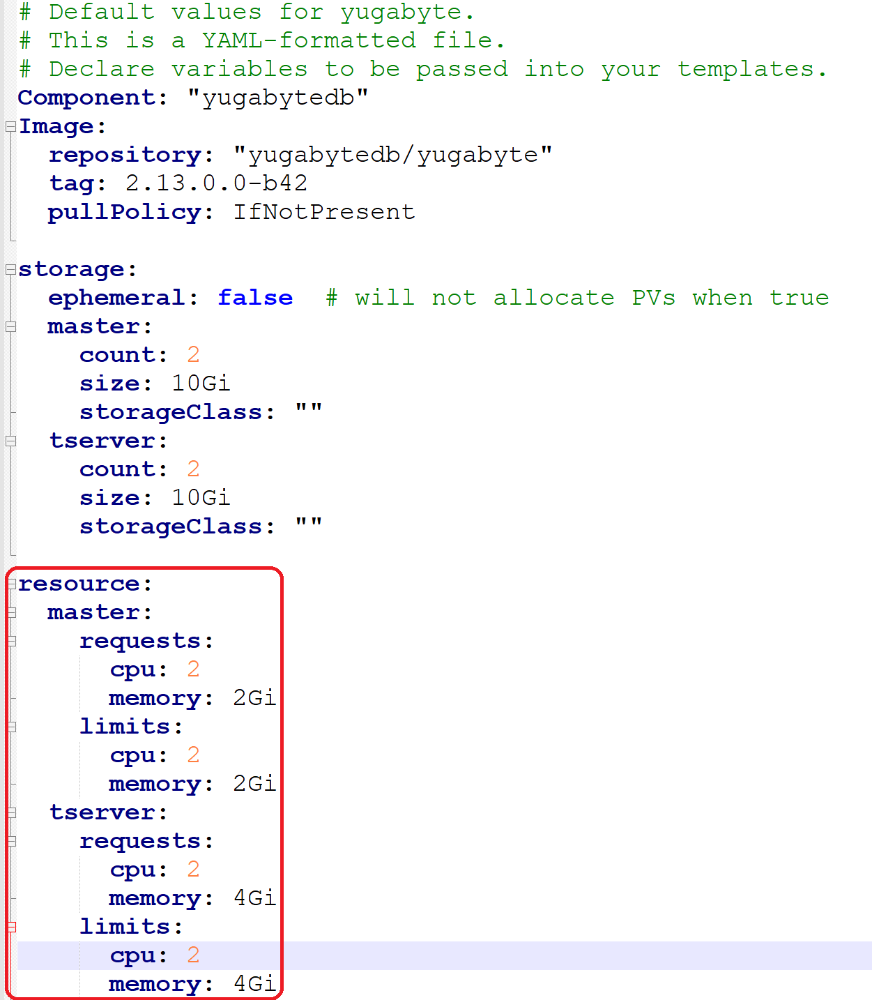 # Default values for yugabyte.
# This is a YAML-formatted file.
# Declare variables to be passed into your templates.
Component: "yugabytedb"
Image:
  repository: "yugabytedb/yugabyte"
  tag: 2.13.0.0-b42
  pullPolicy: IfNotPresent

storage:
  ephemeral: false  # will not allocate PVs when true
  master:
    count: 2
    size: 10Gi
    storageClass: ""
  tserver:
    count: 2
    size: 10Gi
    storageClass: ""

resource:
  master:
    requests:
      cpu: 2
      memory: 2Gi
    limits:
      cpu: 2
      memory: 2Gi
  tserver:
    requests:
      cpu: 2
      memory: 4Gi
    limits:
      cpu: 2
      memory: 4Gi